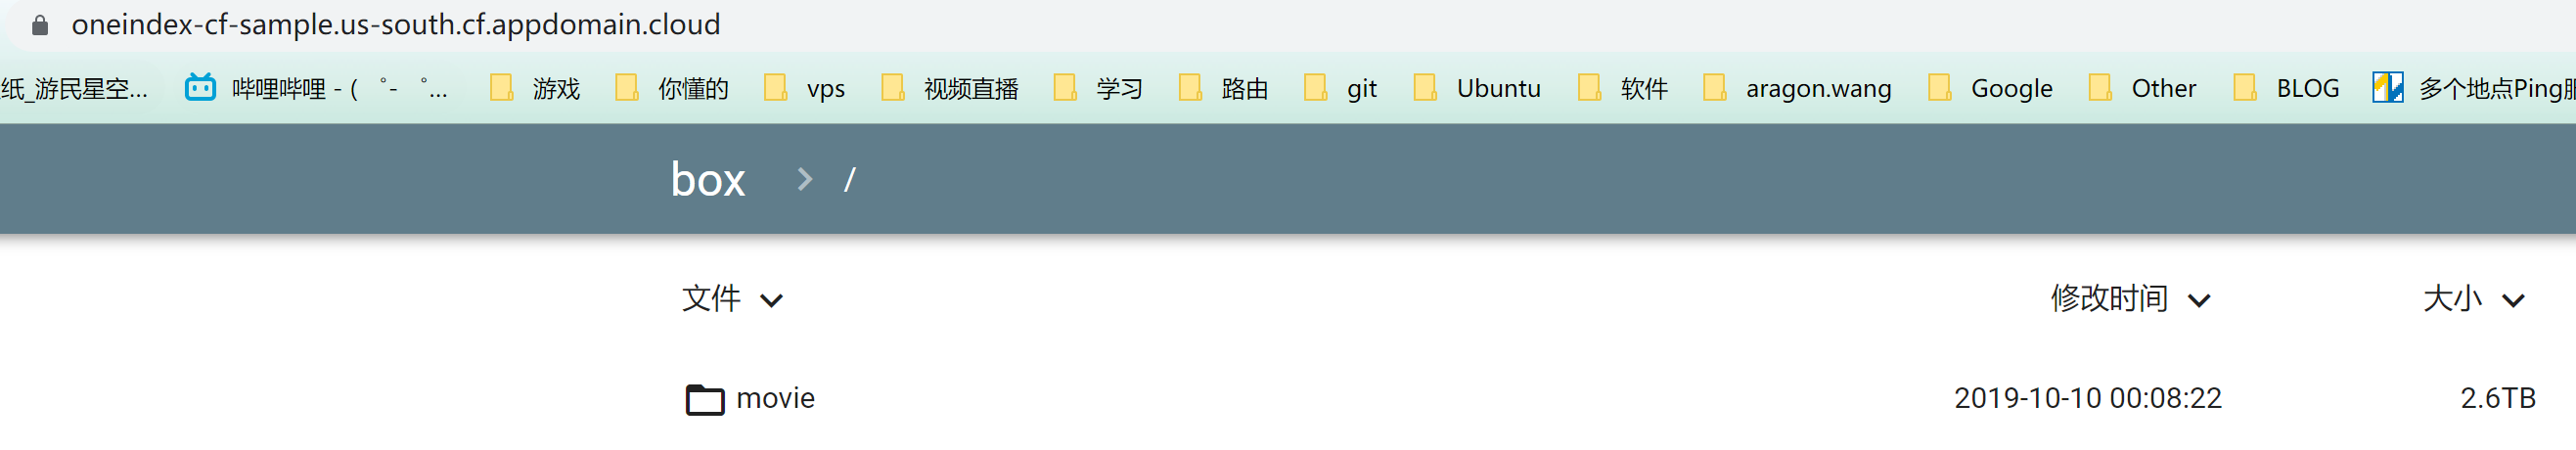 oneindex-cf-sample.us-south.cf.appdomain.cloud
纸_游民星空... 哔哩哔哩 - ( ゜- ゜... 游戏 你懂的 vps 视频直播 学习 路由 git Ubuntu 软件 aragon.wang Google Other BLOG 多个地点Ping服
box > /
文件 修改时间 大小
movie 2019-10-10 00:08:22 2.6TB